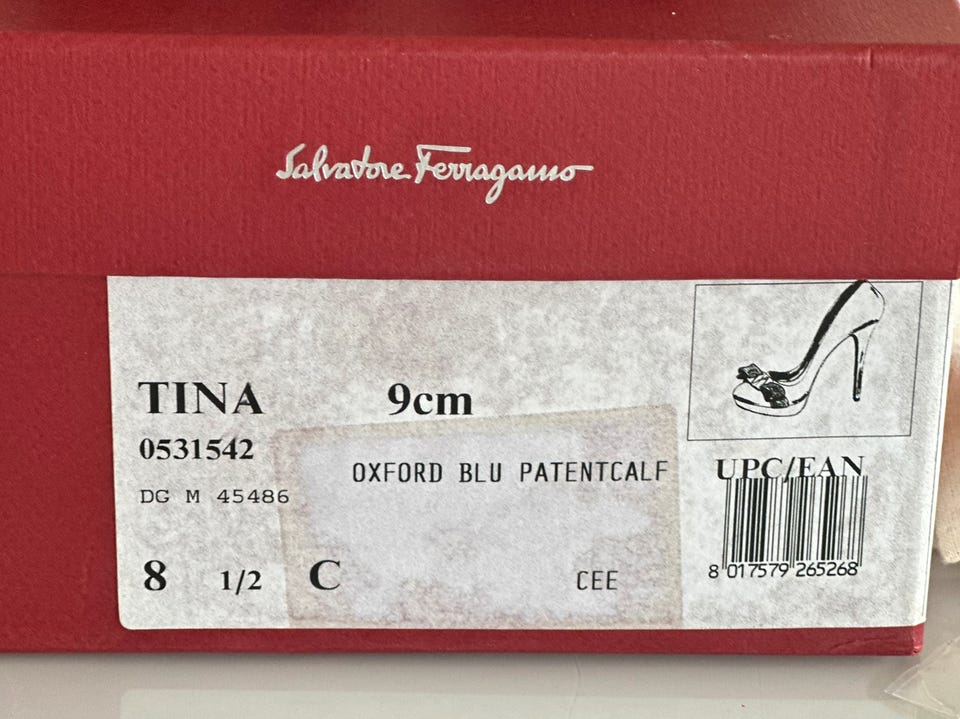 Salvatore Ferragamo
TINA 9cm
0531542
OXFORD BLU PATENTCALF
DG M 45486
8 1/2 C
CEE
UPC/EAN
8 017579 265268